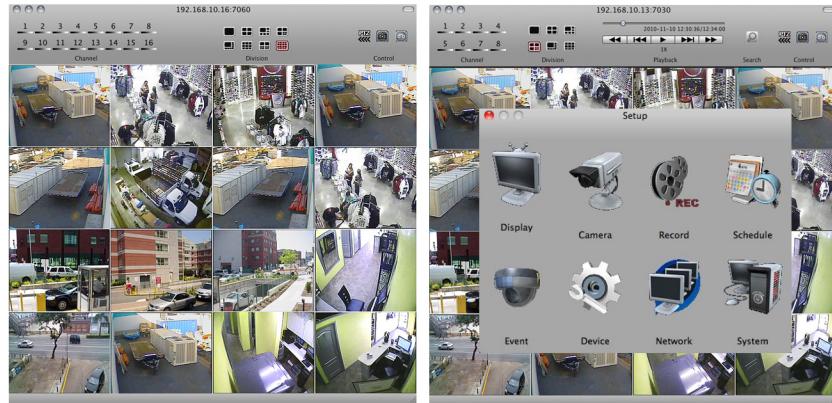 192.168.10.16:7060
1 2 3 4 5 6 7 8
9 10 11 12 13 14 15 16
Channel
Division
Control
192.168.10.13:7030
1 2 3 4
5 6 7 8
Channel
Division
2010-11-10 12:30:36/12:34:00
1X
Playback
Search
Control
Setup
Display
Camera
REC
Record
Schedule
Event
Device
Network
System